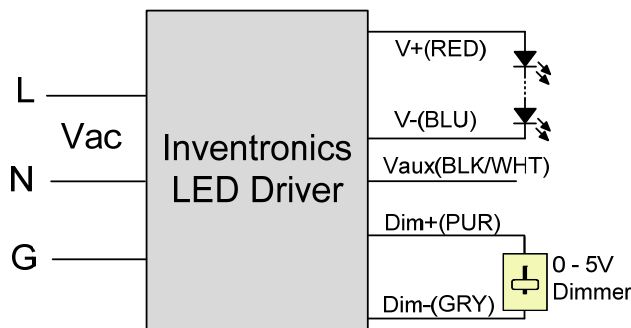 L
Vac
N
G
Inventronics
LED Driver
V+(RED)
V-(BLU)
Vaux(BLK/WHT)
Dim+(PUR)
Dim-(GRY)
0 - 5V
Dimmer